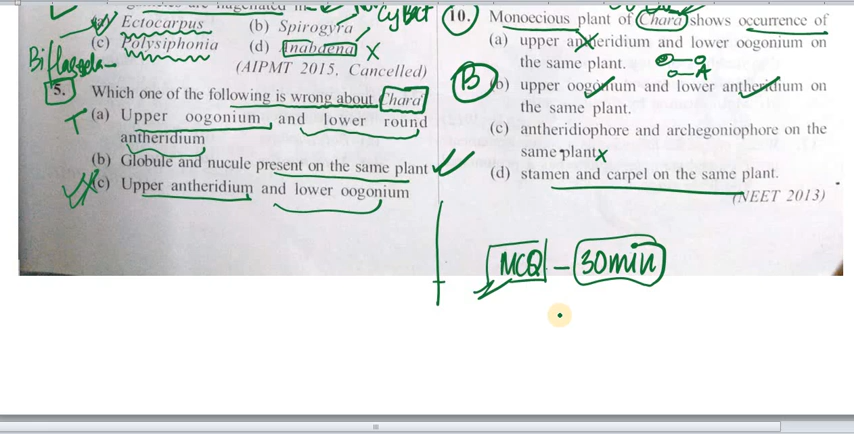 (a) Ectocarpus (b) Spirogyra
(c) Polysiphonia (d) Anabaena X
(AIPMT 2015, Cancelled)
5. Which one of the following is wrong about Chara?
T (a) Upper oogonium and lower round
antheridium
(b) Globule and nucule present on the same plant
(c) Upper antheridium and lower oogonium
10. Monoecious plant of Chara shows occurrence of
(a) upper antheridium and lower oogonium on
the same plant.
B (b) upper oogonium and lower antheridium on
the same plant.
(c) antheridiophore and archegoniophore on the
same plant X
(d) stamen and carpel on the same plant.
(NEET 2013)
MCQ - 30min